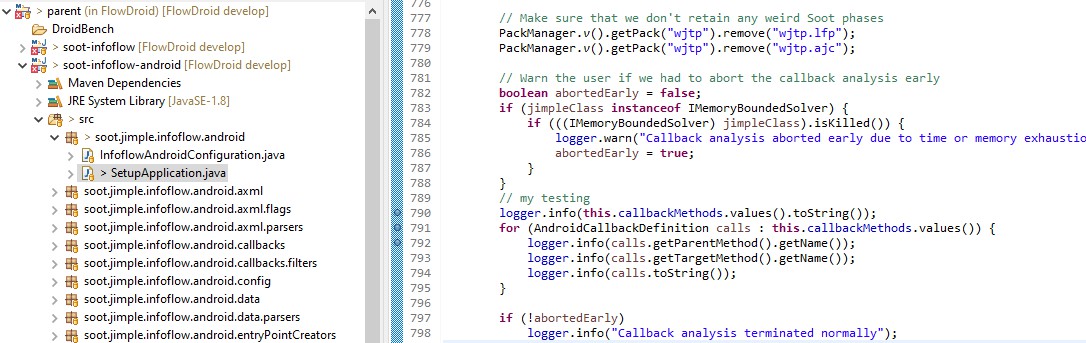 parent (in FlowDroid) [FlowDroid develop]
DroidBench
> soot-infoflow [FlowDroid develop]
> soot-infoflow-android [FlowDroid develop]
Maven Dependencies
JRE System Library [JavaSE-1.8]
> src
> soot.jimple.infoflow.android
InfoflowAndroidConfiguration.java
> SetupApplication.java
soot.jimple.infoflow.android.axml
soot.jimple.infoflow.android.axml.flags
soot.jimple.infoflow.android.axml.parsers
soot.jimple.infoflow.android.callbacks
soot.jimple.infoflow.android.callbacks.filters
soot.jimple.infoflow.android.config
soot.jimple.infoflow.android.data
soot.jimple.infoflow.android.data.parsers
soot.jimple.infoflow.android.entryPointCreators
776
777 // Make sure that we don't retain any weird Soot phases
778 PackManager.v().getPack("wjtp").remove("wjtp.lfp");
779 PackManager.v().getPack("wjtp").remove("wjtp.ajc");
780
781 // Warn the user if we had to abort the callback analysis early
782 boolean abortedEarly = false;
783 if (jimpleClass instanceof IMemoryBoundedSolver) {
784 if (((IMemoryBoundedSolver) jimpleClass).isKilled()) {
785 logger.warn("Callback analysis aborted early due to time or memory exhaustio
786 abortedEarly = true;
787 }
788 }
789 // my testing
790 logger.info(this.callbackMethods.values().toString());
791 for (AndroidCallbackDefinition calls : this.callbackMethods.values()) {
792 logger.info(calls.getParentMethod().getName());
793 logger.info(calls.getTargetMethod().getName());
794 logger.info(calls.toString());
795 }
796
797 if (!abortedEarly)
798 logger.info("Callback analysis terminated normally");